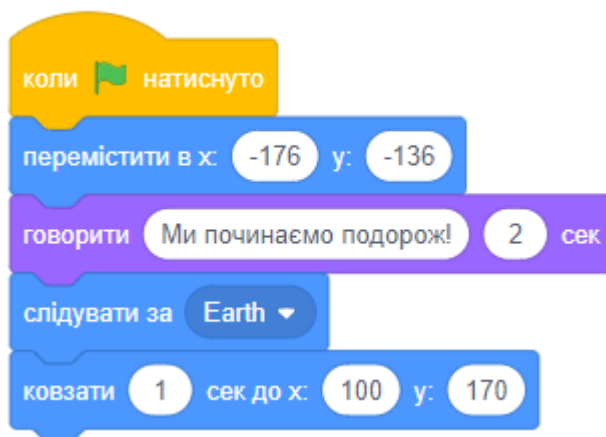 коли натиснуто
перемістити в x: -176 y: -136
говорити Ми починаємо подорож! 2 сек
слідувати за Earth
ковзати 1 сек до x: 100 y: 170